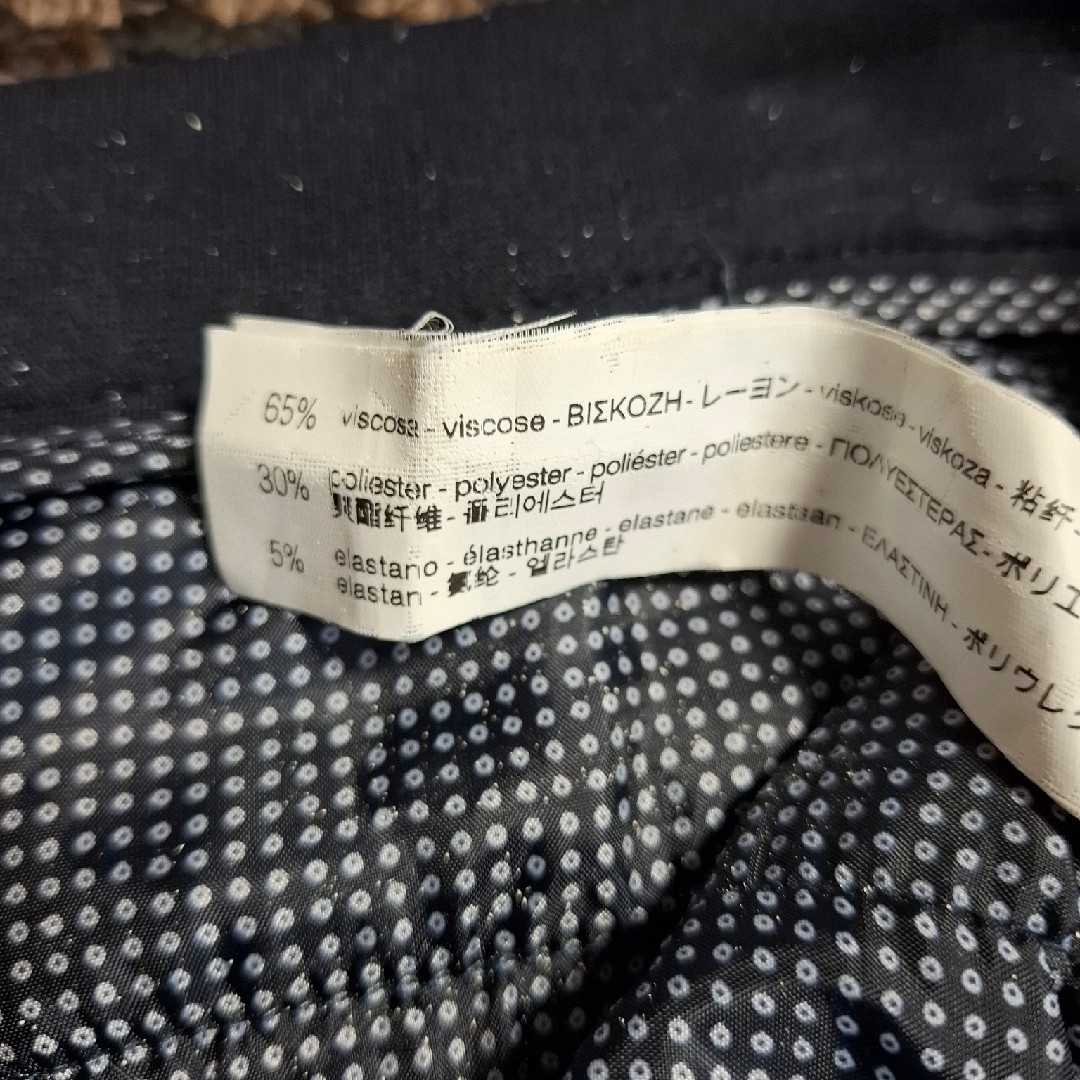 65% viscosa - viscose - ΒΙΣΚΟΖΗ - レーヨン - viskose - viskoza - 粘纤 -
30% poliester - polyester - poliéster - poliestere - ΠΟΛΥΕΣΤΕΡΑΣ - ポリエ
聚酯纤维 - 폴리에스터
5% elastano - élasthanne - elastane - elastaan - ΕΛΑΣΤΙΝΗ - ポリウレタ
elastan - 氨纶 - 엘라스탄